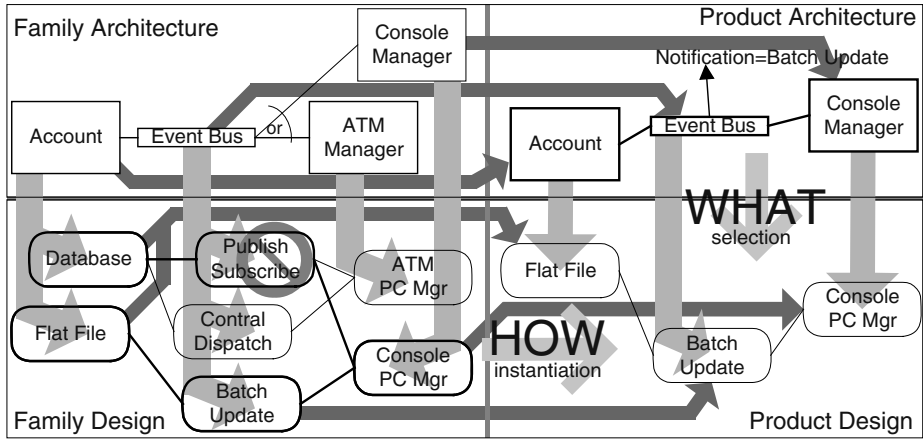 Family Architecture
Console
Manager
Product Architecture
Notification=Batch Update
Account
Event Bus
or
ATM
Manager
Account
Event Bus
Console
Manager
WHAT
selection
Database
Publish
Subscribe
ATM
PC Mgr
Flat File
Flat File
Contral
Dispatch
Console
PC Mgr
HOW
instantiation
Batch
Update
Console
PC Mgr
Batch
Update
Family Design
Product Design